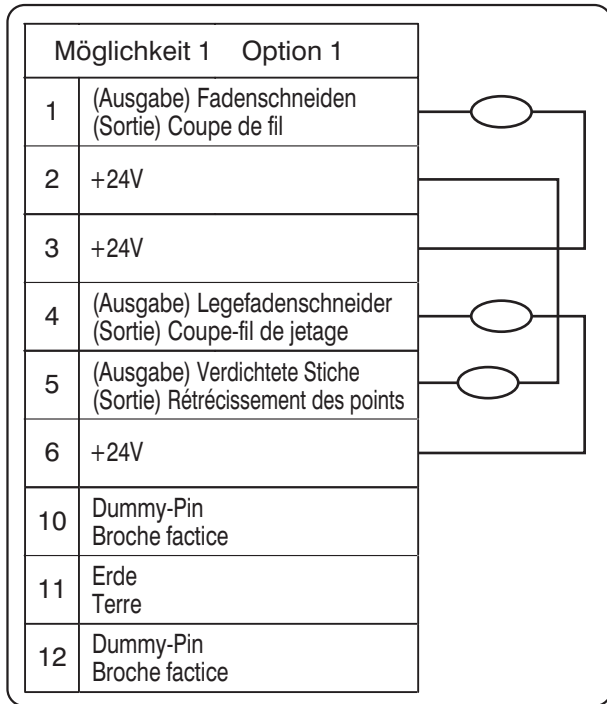 Möglichkeit 1 Option 1
1 (Ausgabe) Fadenschneiden
(Sortie) Coupe de fil
2 +24V
3 +24V
4 (Ausgabe) Legefadenschneider
(Sortie) Coupe-fil de jetage
5 (Ausgabe) Verdichtete Stiche
(Sortie) Rétrécissement des points
6 +24V
10 Dummy-Pin
Broche factice
11 Erde
Terre
12 Dummy-Pin
Broche factice